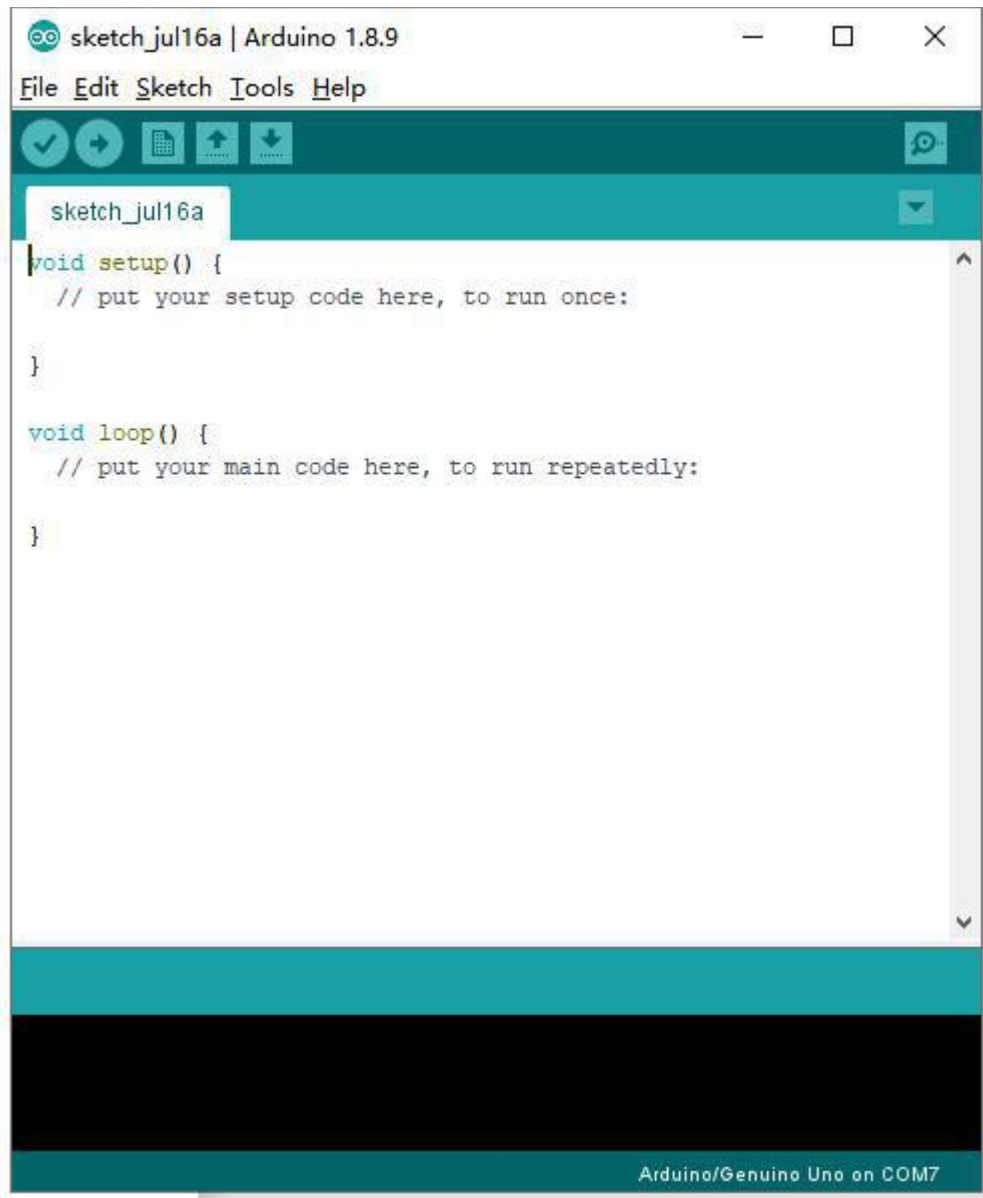 sketch_jul16a | Arduino 1.8.9
File Edit Sketch Tools Help
sketch_jul16a
void setup() {
  // put your setup code here, to run once:
}
void loop() {
  // put your main code here, to run repeatedly:
}
Arduino/Genuino Uno on COM7